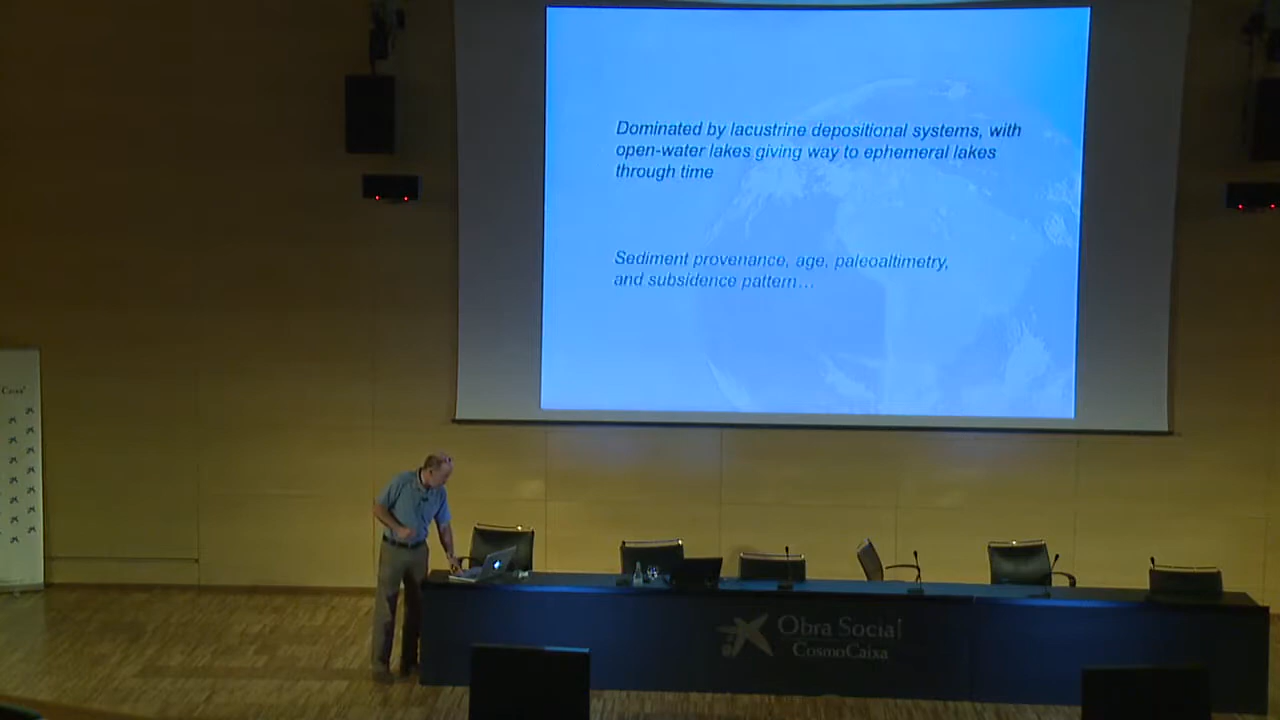 Dominated by lacustrine depositional systems, with
open-water lakes giving way to ephemeral lakes
through time
Sediment provenance, age, paleoaltimetry,
and subsidence pattern…
Caixa
Obra Social
CosmoCaixa